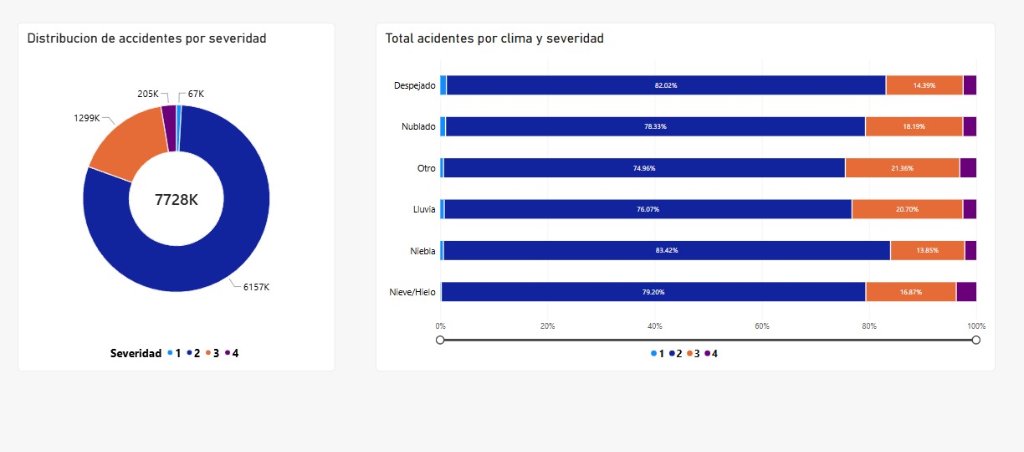 Distribucion de accidentes por severidad
205K
67K
1299K
7728K
6157K
Severidad 1 2 3 4
Total acidentes por clima y severidad
Despejado 82.02% 14.39%
Nublado 78.33% 18.19%
Otro 74.96% 21.36%
Lluvia 76.07% 20.70%
Niebla 83.42% 13.85%
Nieve/Hielo 79.20% 16.87%
0% 20% 40% 60% 80% 100%
1 2 3 4